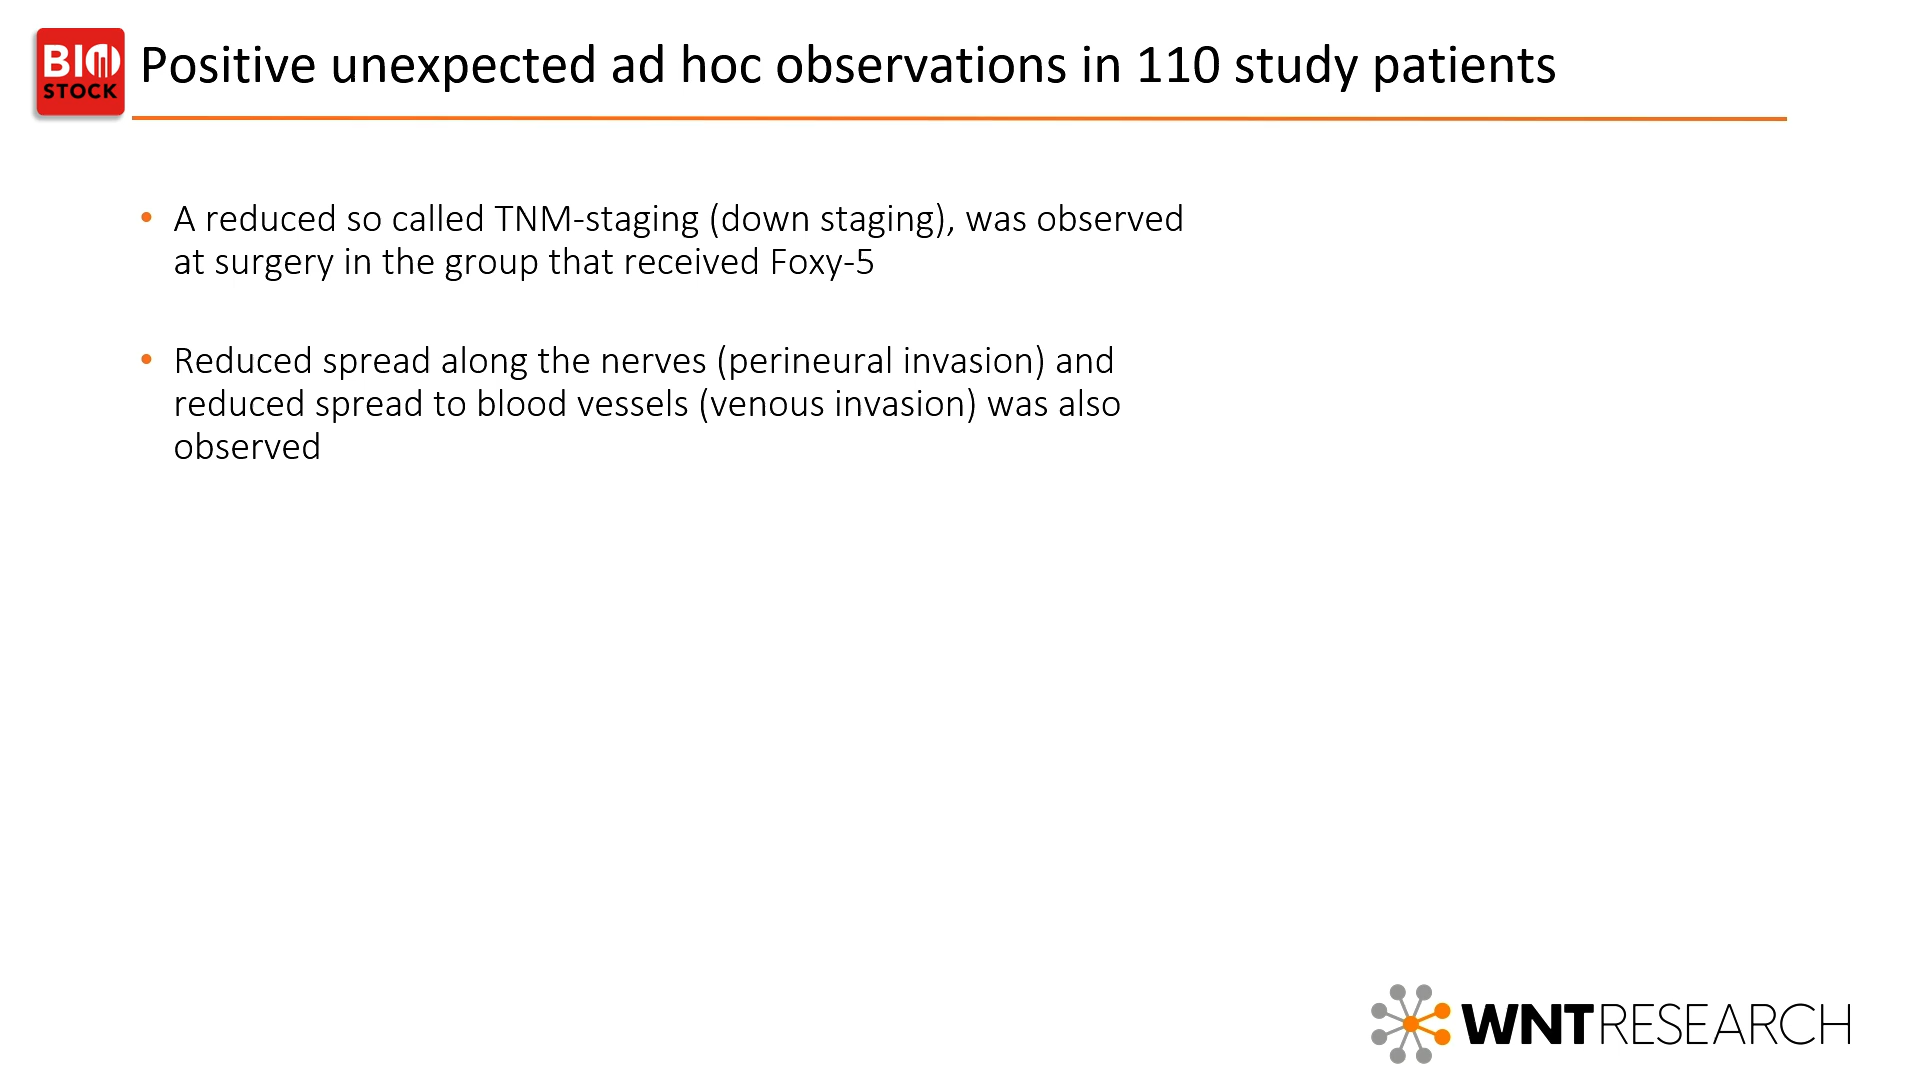 BIO
STOCK
Positive unexpected ad hoc observations in 110 study patients
• A reduced so called TNM-staging (down staging), was observed
at surgery in the group that received Foxy-5
• Reduced spread along the nerves (perineural invasion) and
reduced spread to blood vessels (venous invasion) was also
observed
WNTRESEARCH